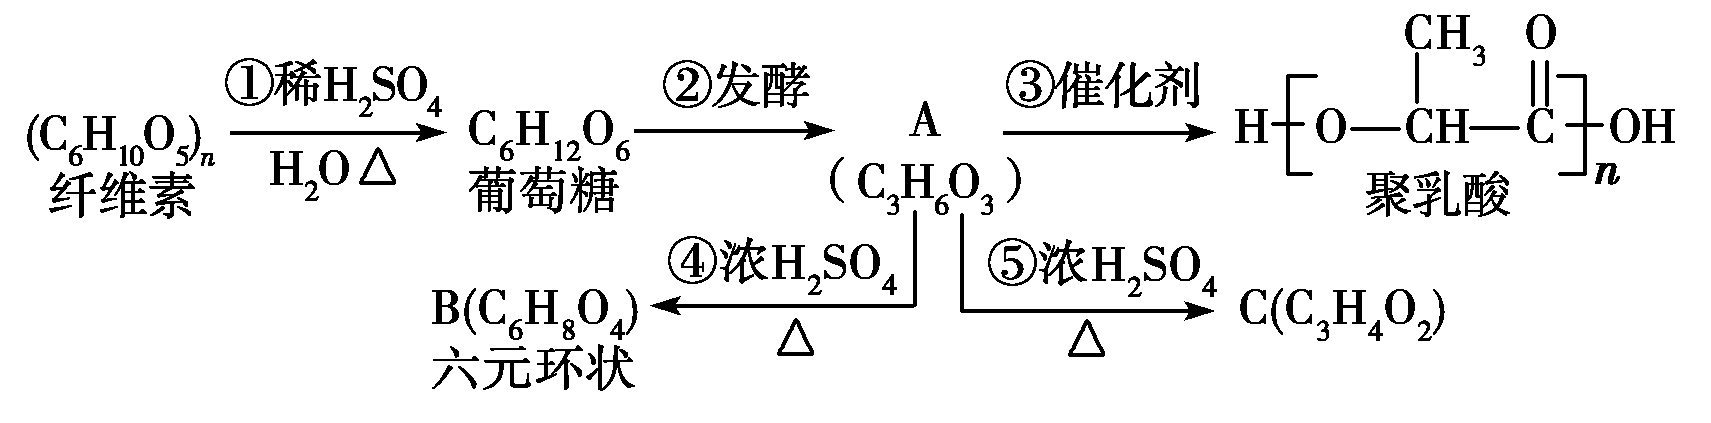 CH₃ O
①稀H₂SO₄ ②发酵 ③催化剂
(C₆H₁₀O₅)ₙ C₆H₁₂O₆ A H[O—CH—C]ₙOH
H₂O △
纤维素 葡萄糖 (C₃H₆O₃) 聚乳酸
④浓H₂SO₄ ⑤浓H₂SO₄
B(C₆H₈O₄) △ △ C(C₃H₄O₂)
六元环状